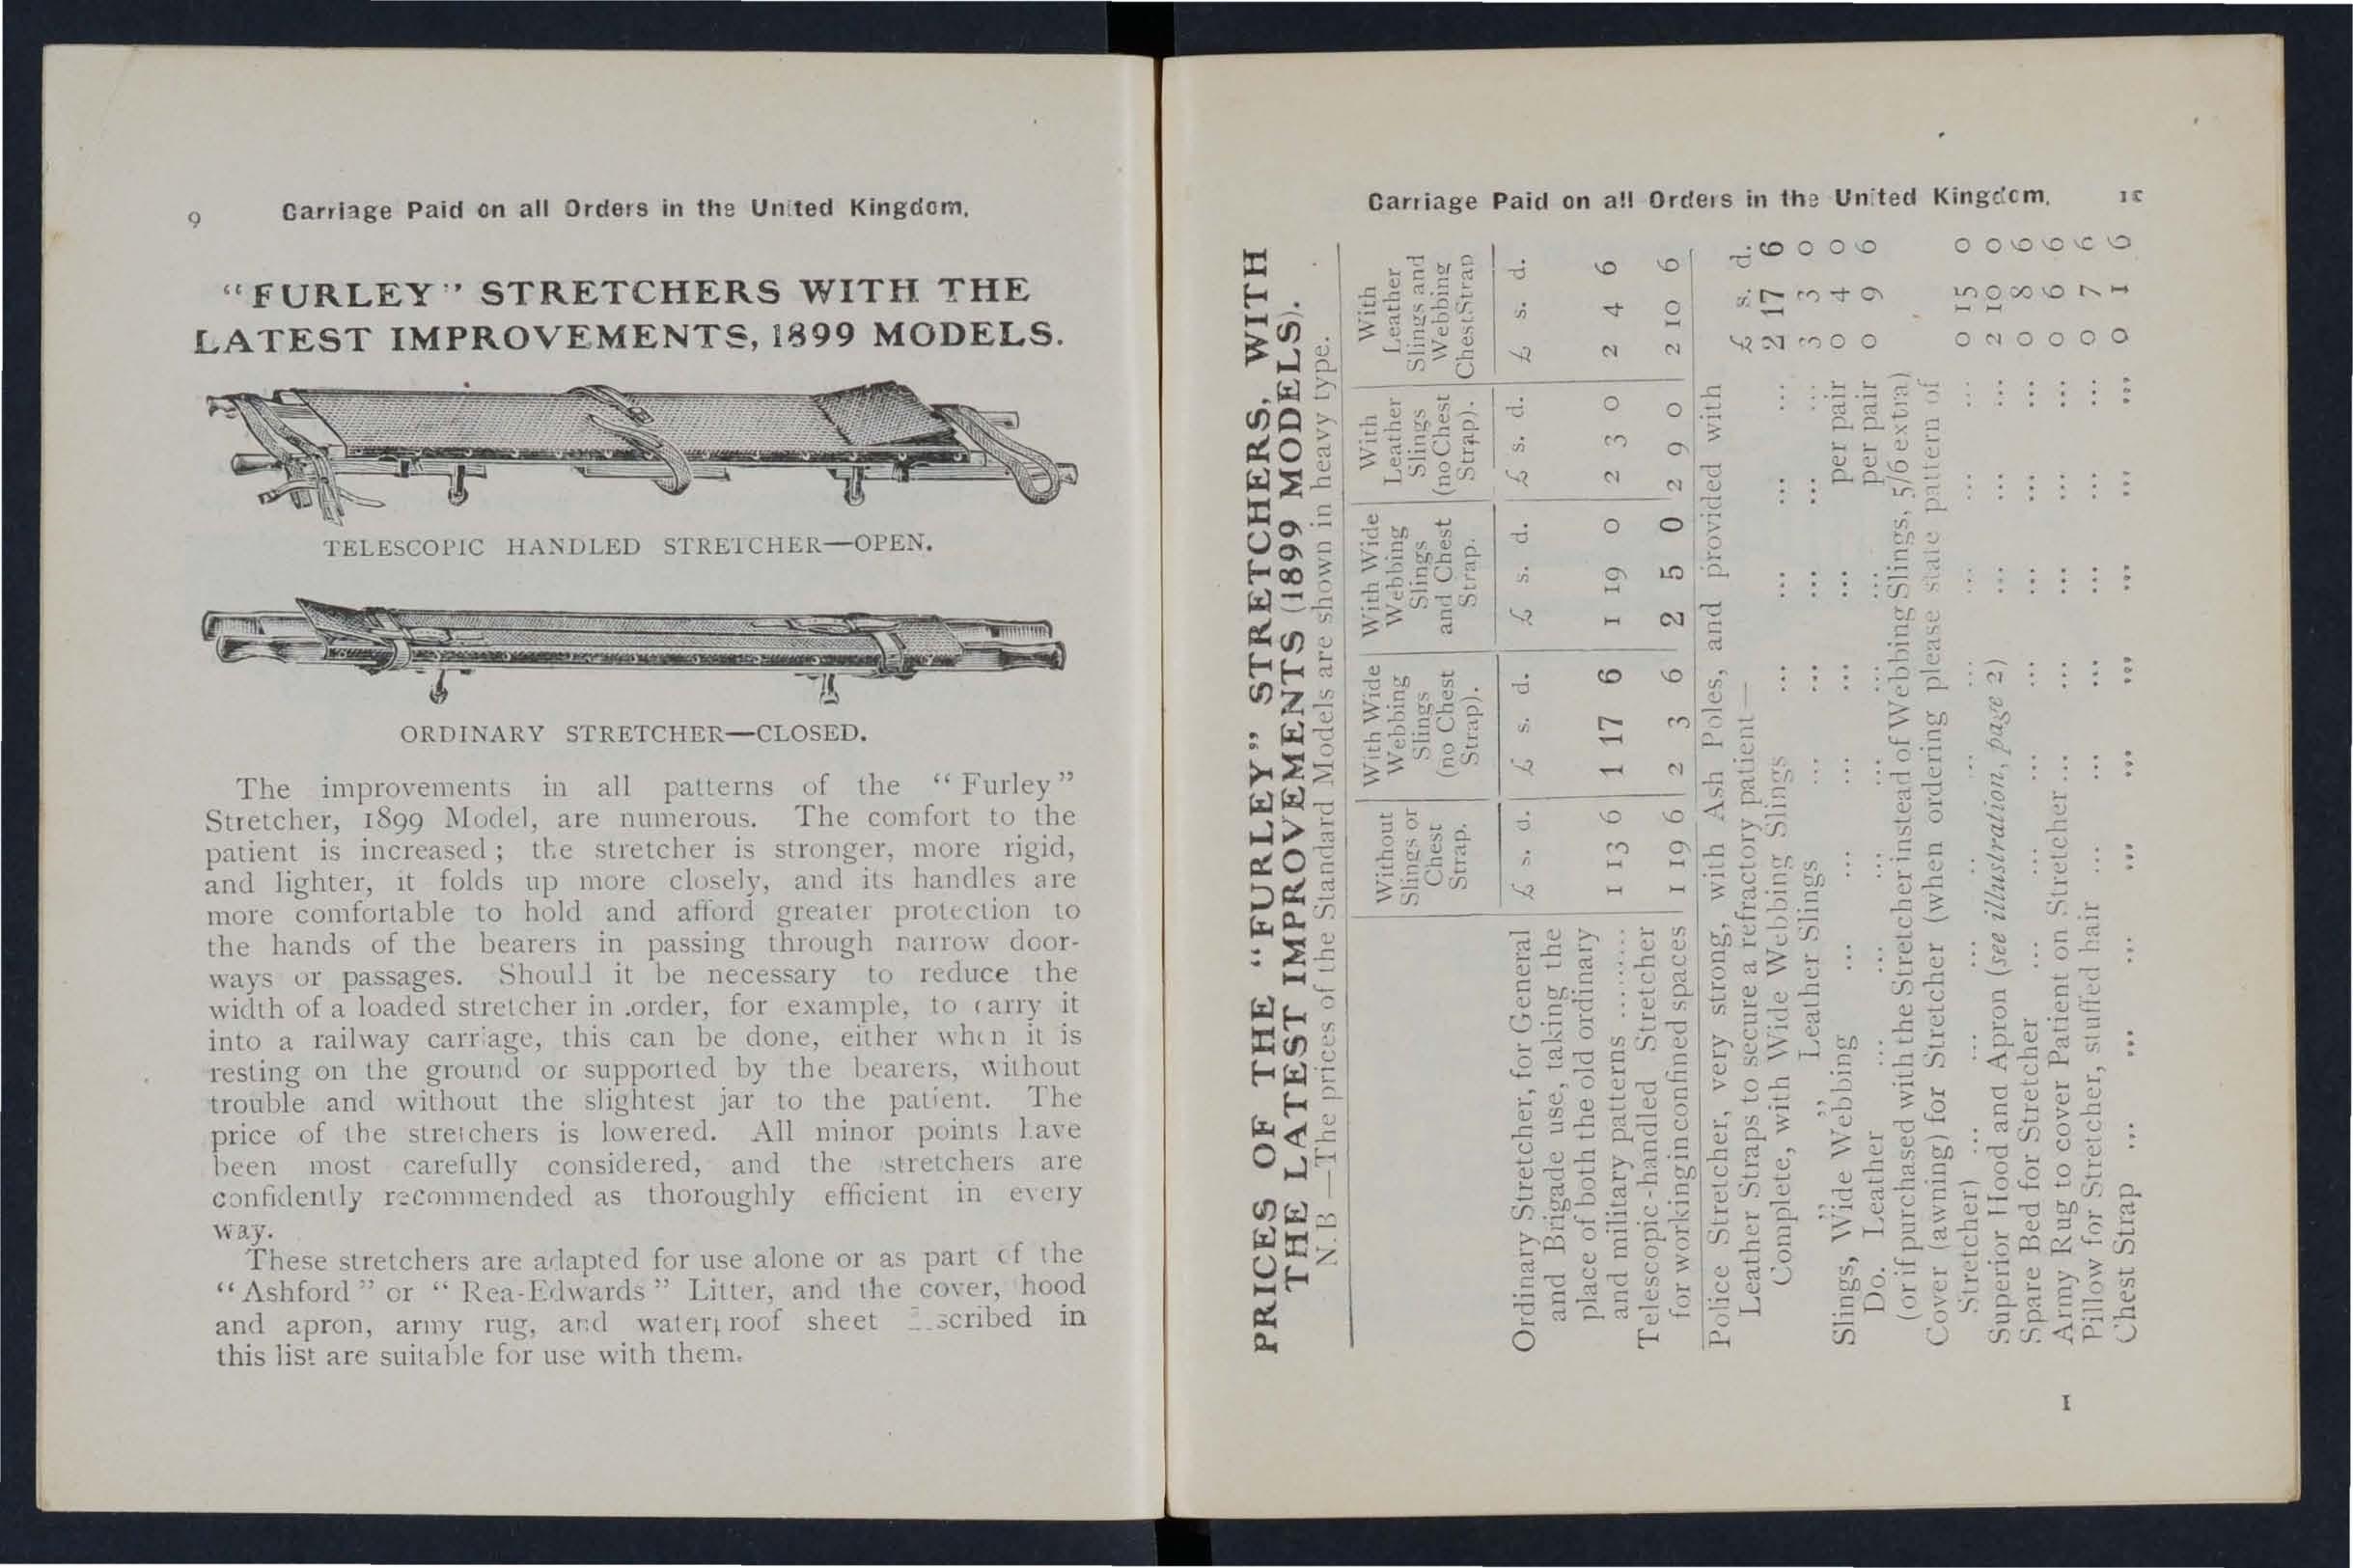 9
Carriage Paid on all Orders in the United Kingdom.
"FURLEY" STRETCHERS WITH THE
LATEST IMPROVEMENTS, 1899 MODELS.
TELESCOPIC HANDLED STRETCHER—OPEN.
ORDINARY STRETCHER—CLOSED.
The improvements in all patterns of the "Furley"
Stretcher, 1899 Model, are numerous. The comfort to the
patient is increased; the stretcher is stronger, more rigid,
and lighter, it folds up more closely, and its handles are
more comfortable to hold and afford greater protection to
the hands of the bearers in passing through narrow door-
ways or passages. Should it be necessary to reduce the
width of a loaded stretcher in order, for example, to carry it
into a railway carriage, this can be done, either when it is
resting on the ground or supported by the bearers, without
trouble and without the slightest jar to the patient. The
price of the stretchers is lowered. All minor points have
been most carefully considered, and the stretchers are
confidently recommended as thoroughly efficient in every
way.
These stretchers are adapted for use alone or as part of the
"Ashford" or "Rea-Edwards" Litter, and the cover, hood
and apron, army rug, and waterproof sheet scribed in
this list are suitable for use with them.
Carriage Paid on all Orders in the United Kingdom.
PRICES OF THE "FURLEY" STRETCHERS, WITH
THE LATEST IMPROVEMENTS (1899 MODELS).
N.B—The prices of the Standard Models are shown in heavy type.
Without Slings or Chest Strap.
With Wide Webbing Slings (no Chest Strap).
With Wide Webbing Slings and Chest Strap.
With Leather Slings (no Chest Strap).
With Leather Slings and Webbing Chest Strap
£ s. d. £ s. d. £ s. d. £ s. d. £ s. d.
Ordinary Stretcher, for General
and Brigade use, taking the
place of both the old ordinary
and military patterns ......... 1 13 6 1 17 6 1 19 0 2 3 0 2 4 6
Telescopic-handled Stretcher
for working in confined spaces 1 19 6 2 3 6 2 5 0 2 9 0 2 10 6
Police Stretcher, very strong, with Ash Poles, and provided with
Leather Straps to secure a refractory patient— £ s. d.
Complete, with Wide Webbing Slings ... ... ... ... 2 17 6
" " Leather Slings ... ... ... ... ... 3 3 0
Slings, Wide Webbing ... ... ... ... ... per pair 0 4 0
Do. Leather ... ... ... ... ... ... per pair 0 9 6
(or if purchased with the Stretcher instead of Webbing Slings, 5/6 extra)
Cover (awning) for Stretcher (when ordering please state pattern of
Stretcher) ... ... ... ... ... ... ... ... ... 0 15 0
Superior Hood and Apron (see illustration, page 2) ... ... ... 2 10 0
Spare Bed for Stretcher ... ... ... ... ... ... ... 0 8 6
Army Rug to cover Patient on Stretcher ... ... ... ... ... 0 6 6
Pillow for Stretcher, stuffed hair ... ... ... ... ... ... 0 7 6
Chest Strap ... ... ... ... ... ... ... ... ... 0 1 6
I